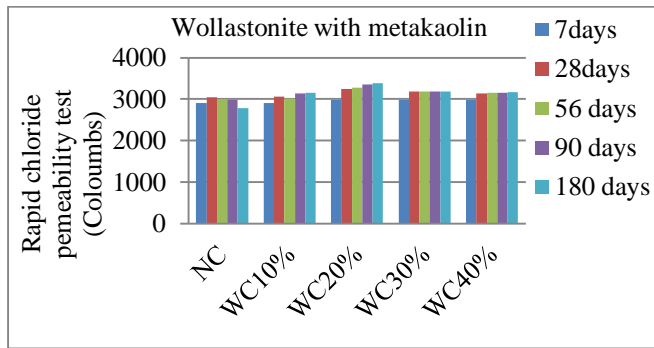 Wollastonite with metakaolin
Rapid chloride
pemeability test
((Coloumbs)
4000
3000
2000
1000
0
NC
WC10%
WC20%
WC30%
WC40%
7days
28days
56 days
90 days
180 days